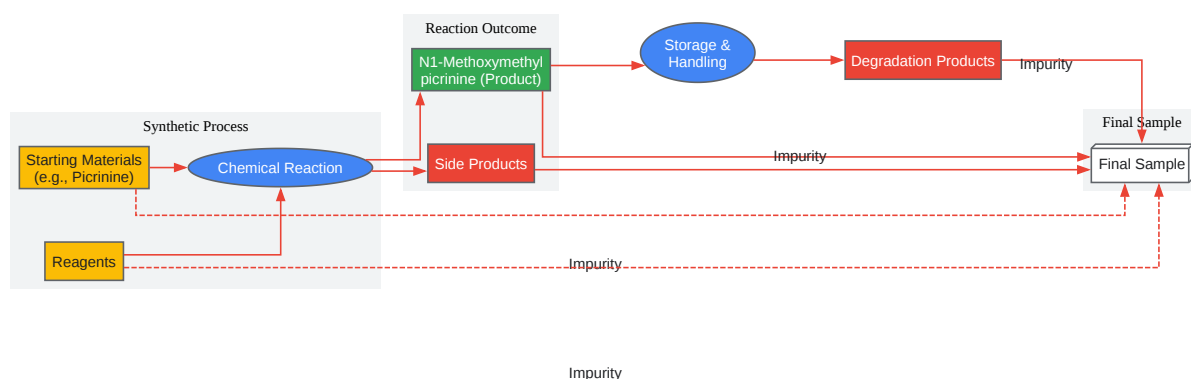 Reaction Outcome
N1-Methoxymethyl
picrinine (Product)
Storage &
Handling
Degradation Products
Impurity
Synthetic Process
Final Sample
Starting Materials
(e.g., Picrinine)
Chemical Reaction
Side Products
Impurity
Final Sample
Reagents
Impurity
Impurity